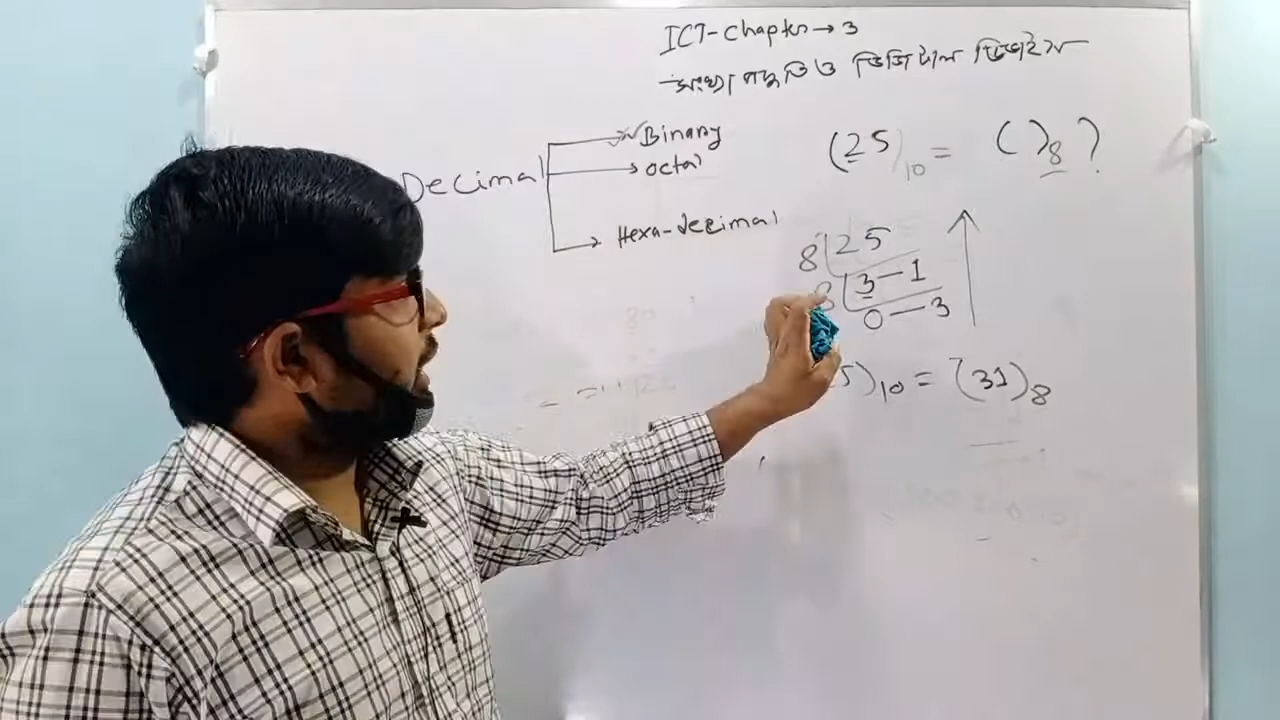 ICT-Chapter → 3
সংখ্যা পদ্ধতি ও ডিজিটাল ডিভাইস
Decimal
Binary
octal
Hexa-decimal
(25)10 = ( )8 ?
8 25
8 3 — 1
0 — 3
5)10 = (31)8